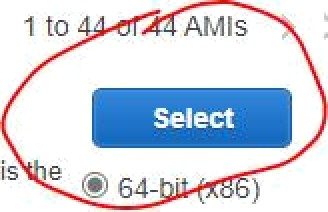 1 to 44 of 44 AMIs
Select
is the
64-bit (x86)